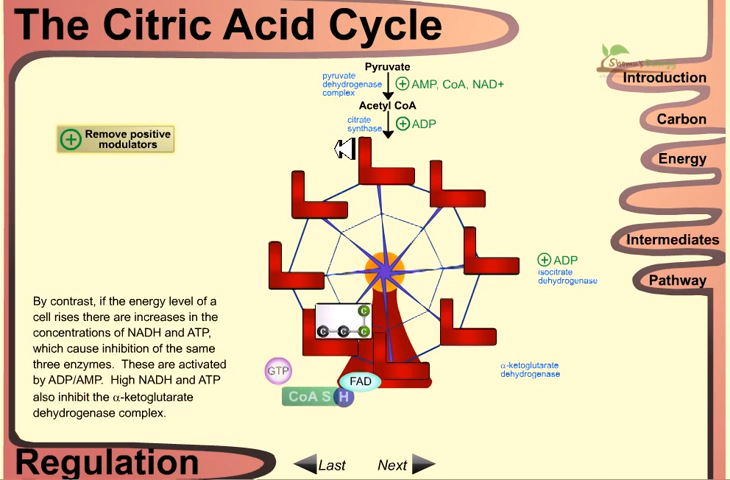 The Citric Acid Cycle
Pyruvate
pyruvate
dehydrogenase
complex
AMP, CoA, NAD+
Acetyl CoA
citrate
synthase
ADP
Introduction
Carbon
Energy
Intermediates
Pathway
Remove positive
modulators
ADP
isocitrate
dehydrogenase
By contrast, if the energy level of a
cell rises there are increases in the
concentrations of NADH and ATP,
which cause inhibition of the same
three enzymes. These are activated
by ADP/AMP. High NADH and ATP
also inhibit the α-ketoglutarate
dehydrogenase complex.
C
C C C
GTP
FAD
CoA S H
α-ketoglutarate
dehydrogenase
Regulation
Last
Next